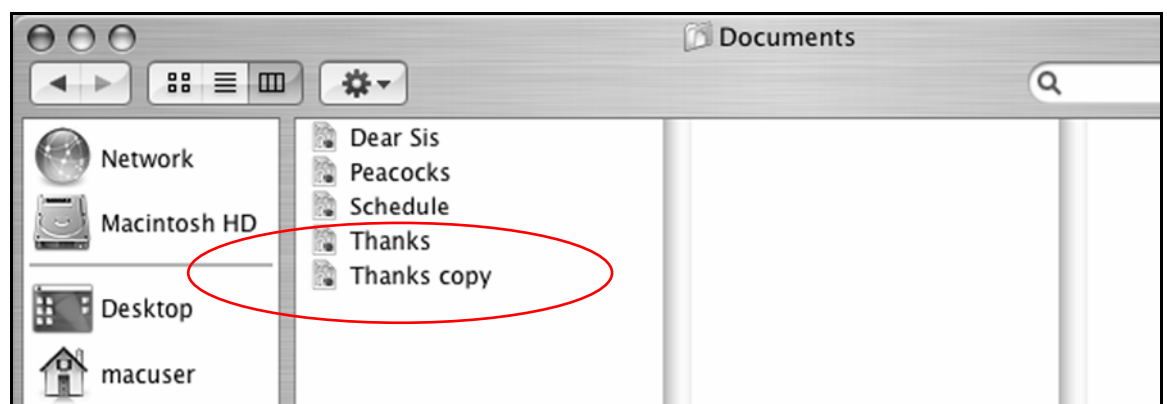 Documents
Network
Macintosh HD
Desktop
macuser
Dear Sis
Peacocks
Schedule
Thanks
Thanks copy